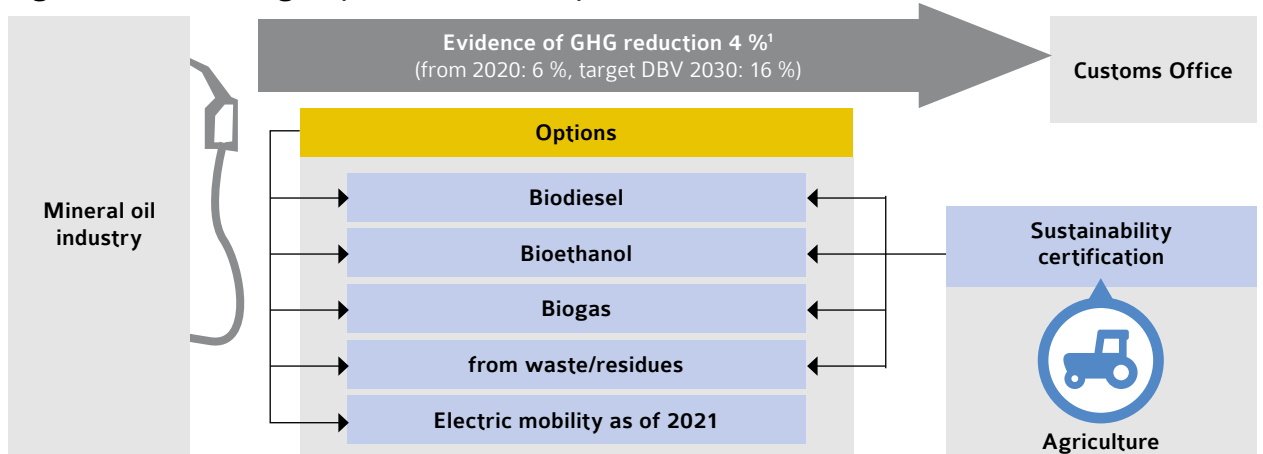 Evidence of GHG reduction 4 %¹
(from 2020: 6 %, target DBV 2030: 16 %)
Customs Office
Options
Mineral oil
industry
Biodiesel
Bioethanol
Biogas
from waste/residues
Electric mobility as of 2021
Sustainability
certification
Agriculture